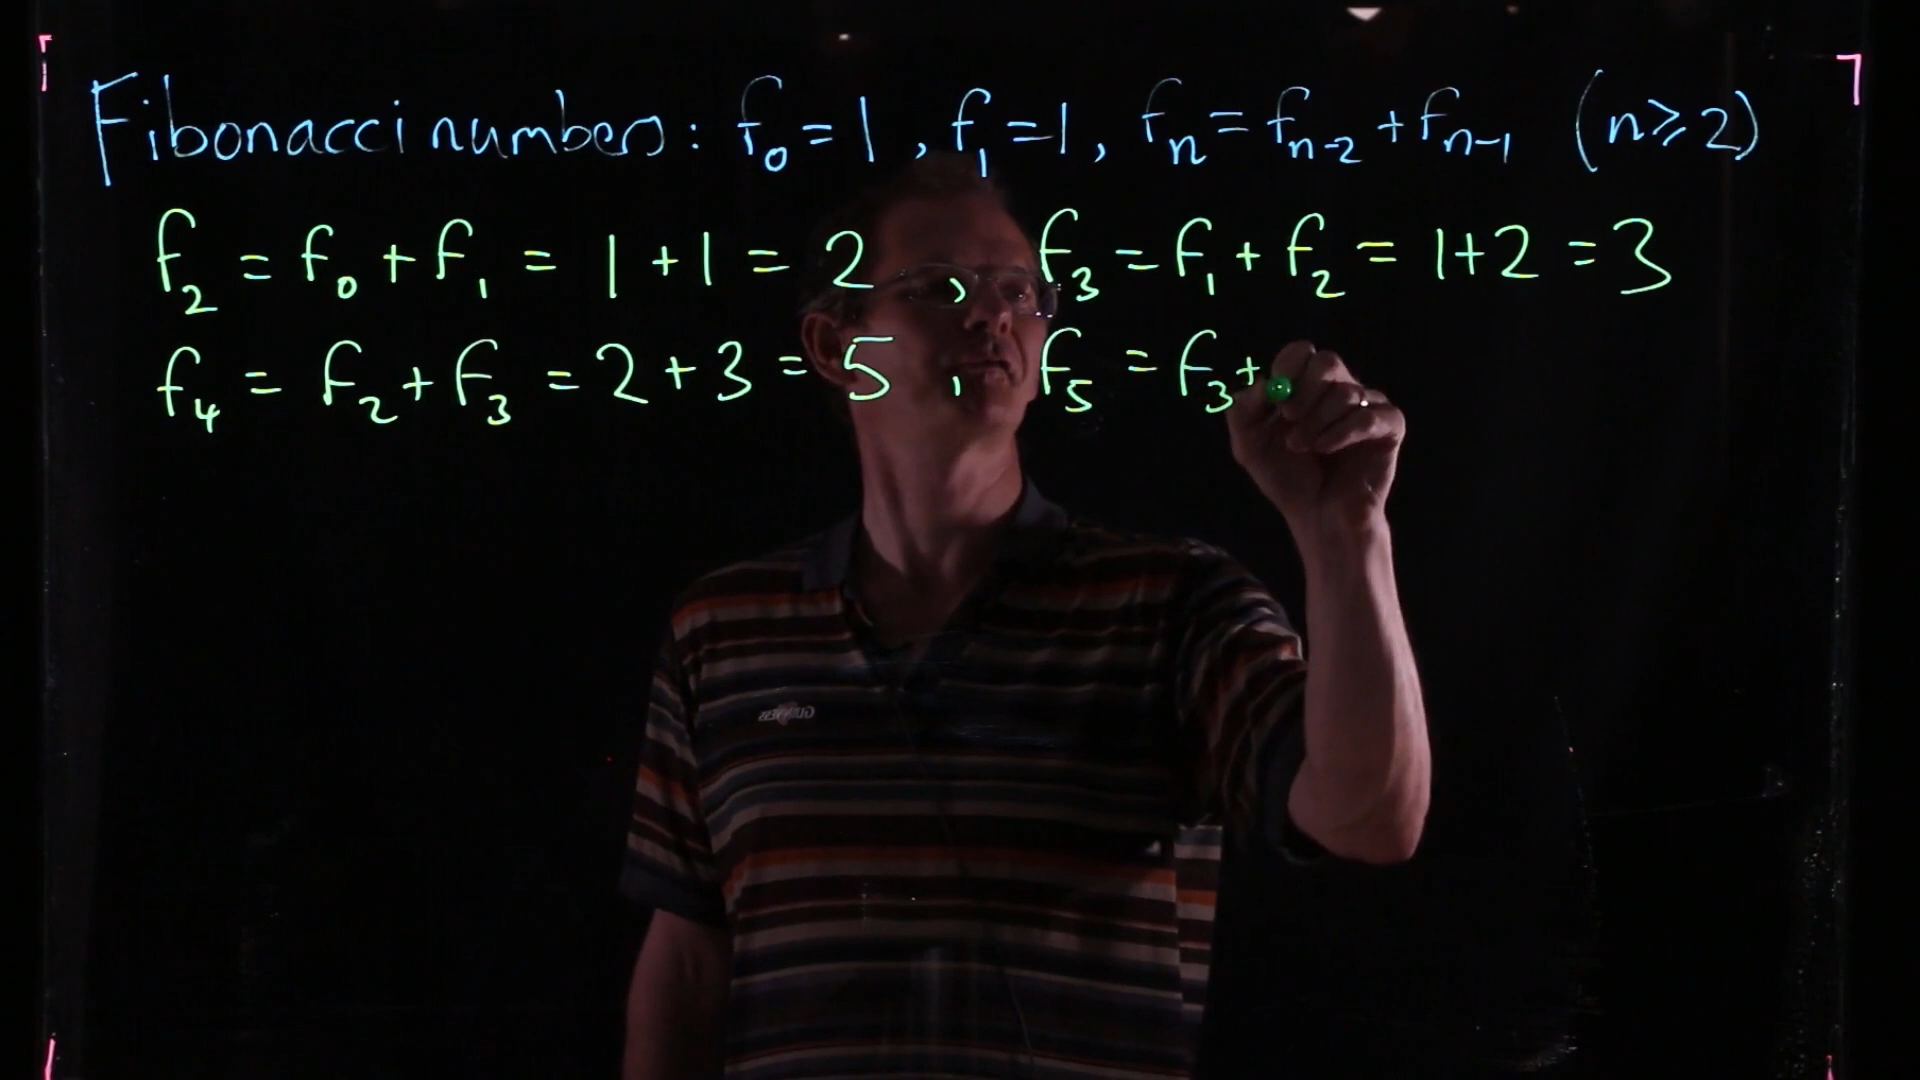 Fibonacci numbers: f₀ = 1, f₁ = 1, fₙ = fₙ₋₂ + fₙ₋₁ (n ≥ 2)
f₂ = f₀ + f₁ = 1 + 1 = 2, f₃ = f₁ + f₂ = 1 + 2 = 3
f₄ = f₂ + f₃ = 2 + 3 = 5, f₅ = f₃ +
GUINNESS